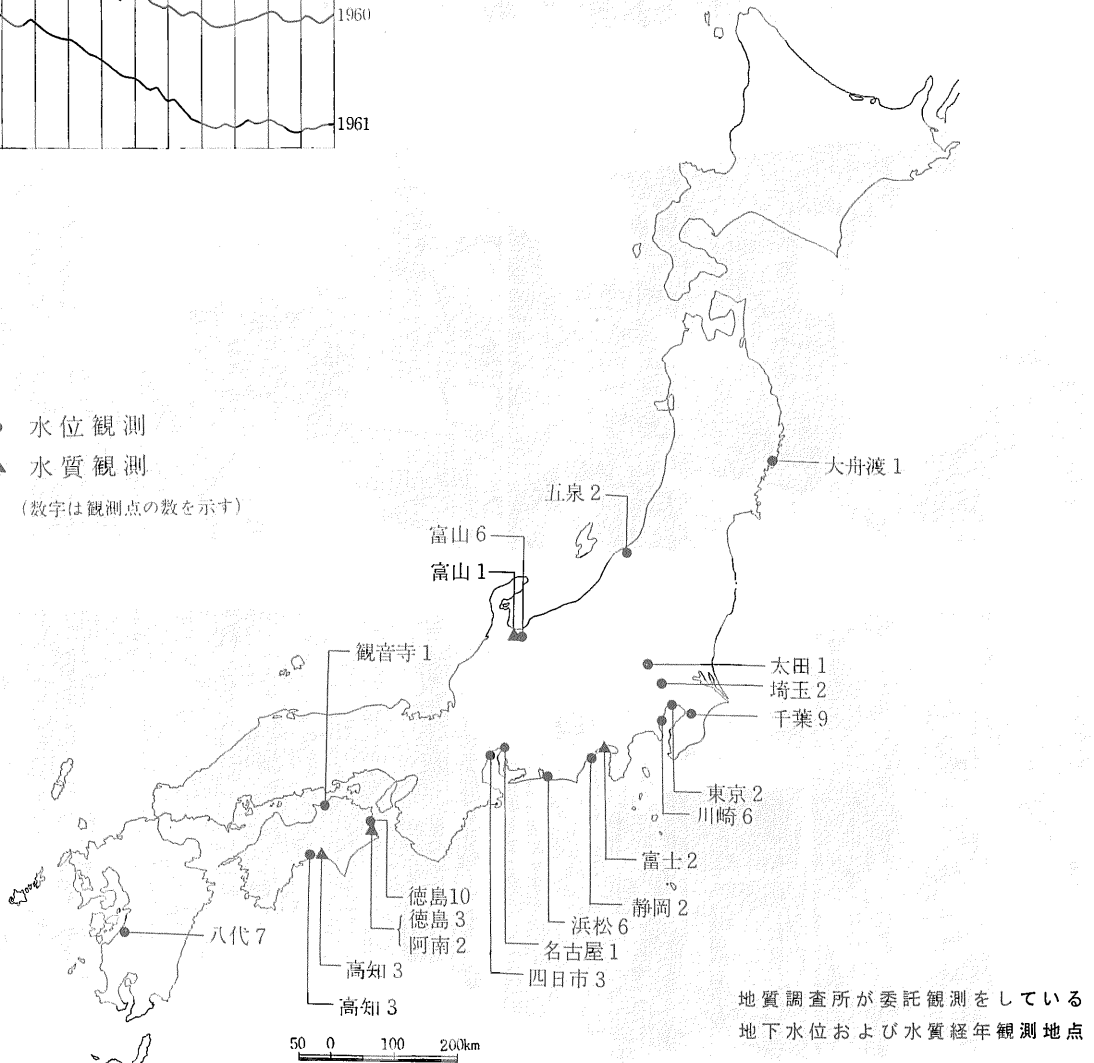 1960
1961
水位観測
水質観測
(数字は観測点の数を示す)
大舟渡1
五泉2
富山6
富山1
観音寺1
太田1
埼玉2
千葉9
東京2
川崎6
富士2
静岡2
浜松6
名古屋1
四日市3
徳島10
徳島3
阿南2
八代7
高知3
高知3
地質調査所が委託観測をしている
地下水位および水質経年観測地点
50 0 100 200km